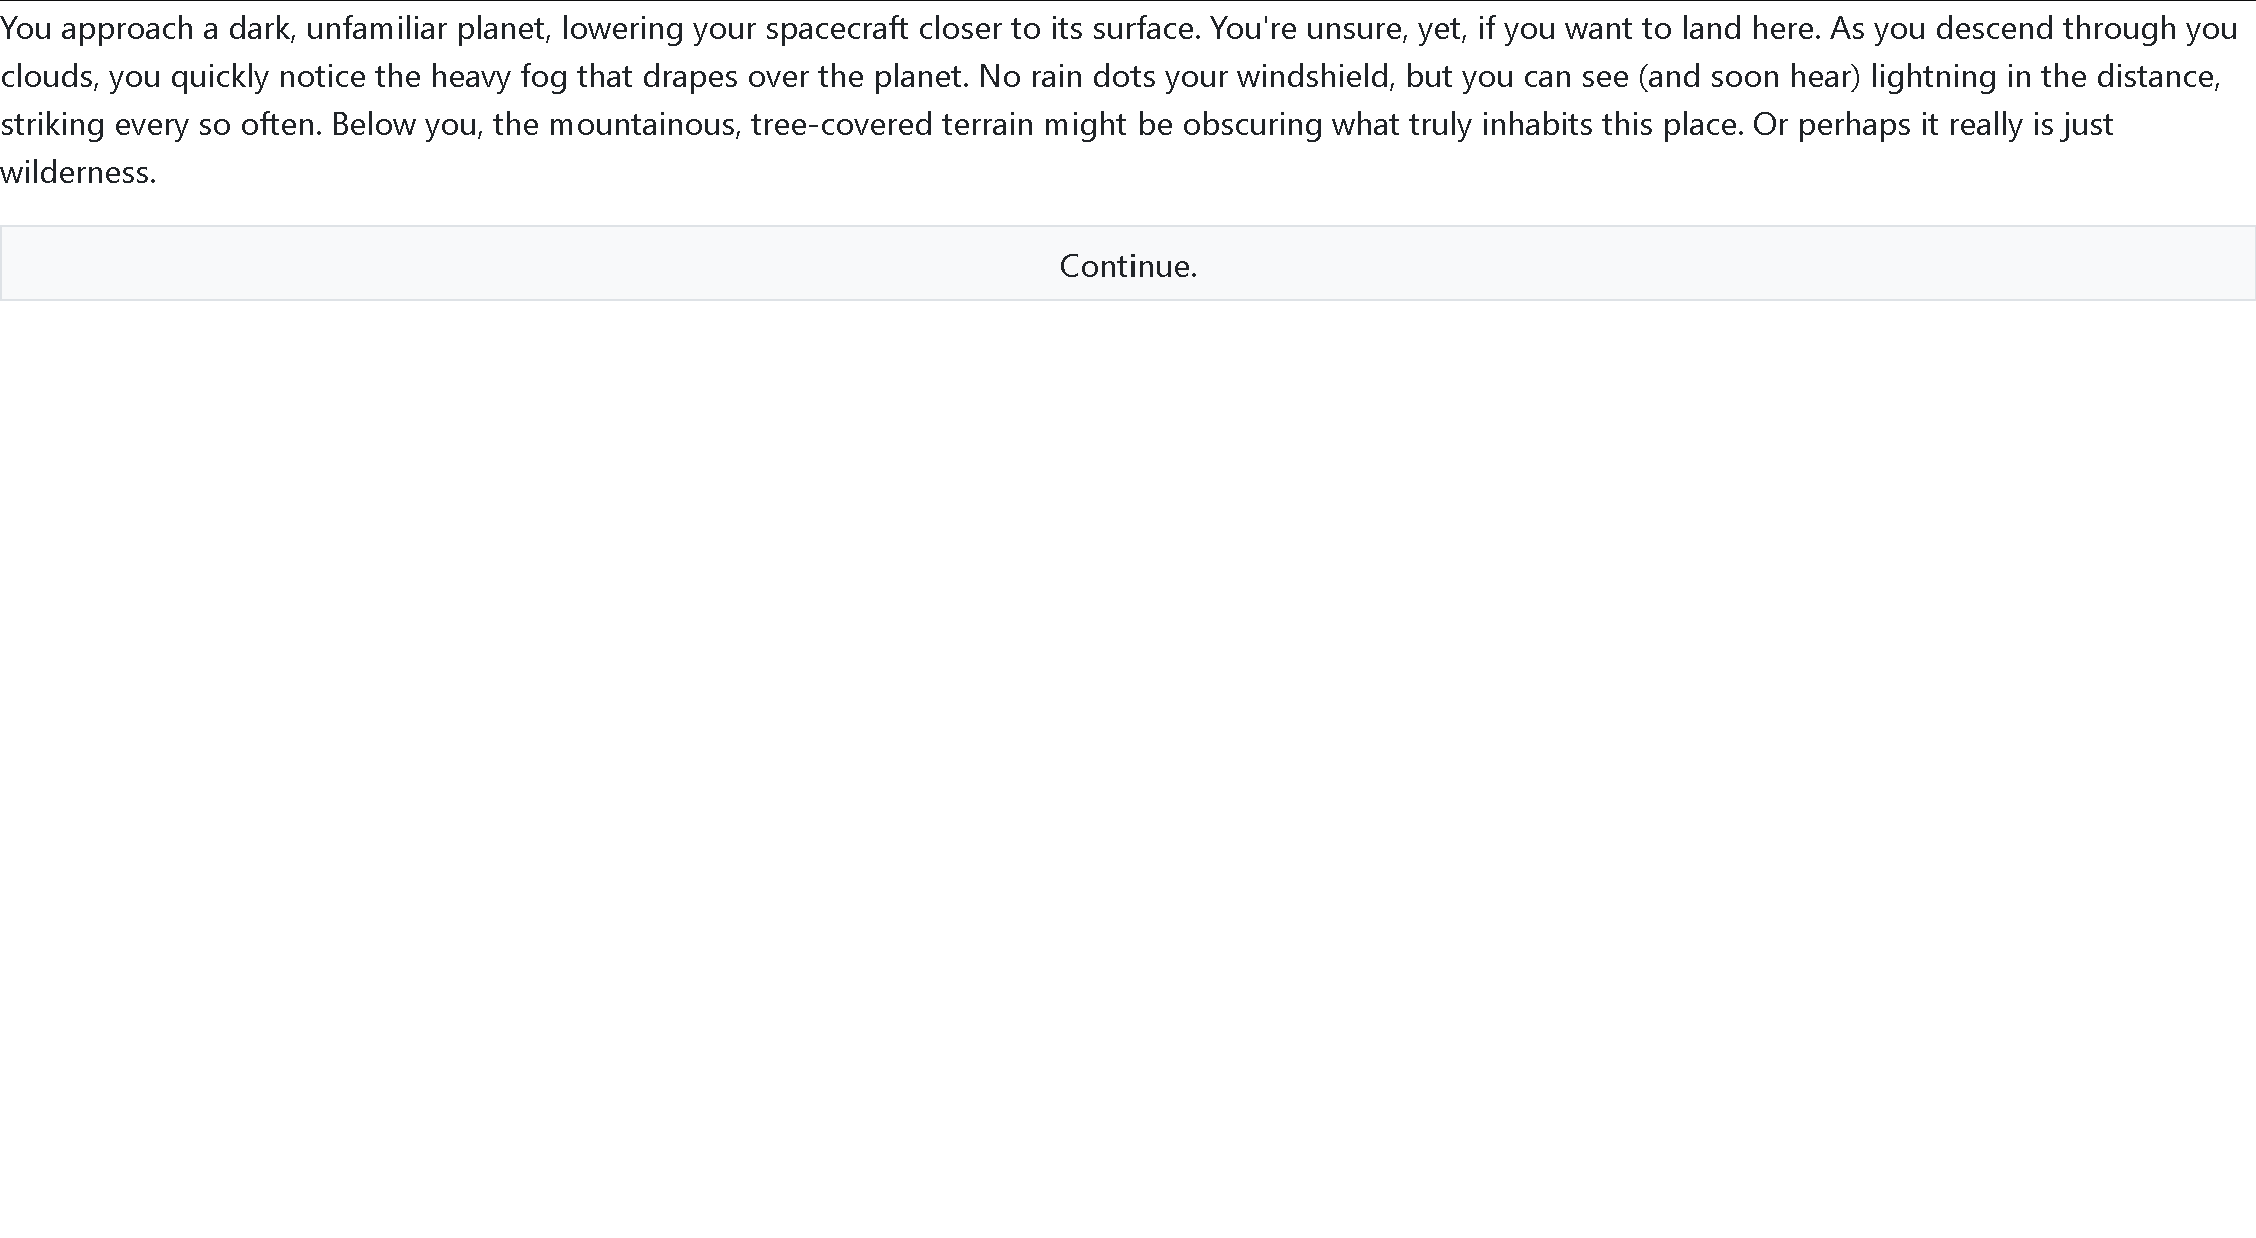 You approach a dark, unfamiliar planet, lowering your spacecraft closer to its surface. You're unsure, yet, if you want to land here. As you descend through you
clouds, you quickly notice the heavy fog that drapes over the planet. No rain dots your windshield, but you can see (and soon hear) lightning in the distance,
striking every so often. Below you, the mountainous, tree-covered terrain might be obscuring what truly inhabits this place. Or perhaps it really is just
wilderness.
Continue.